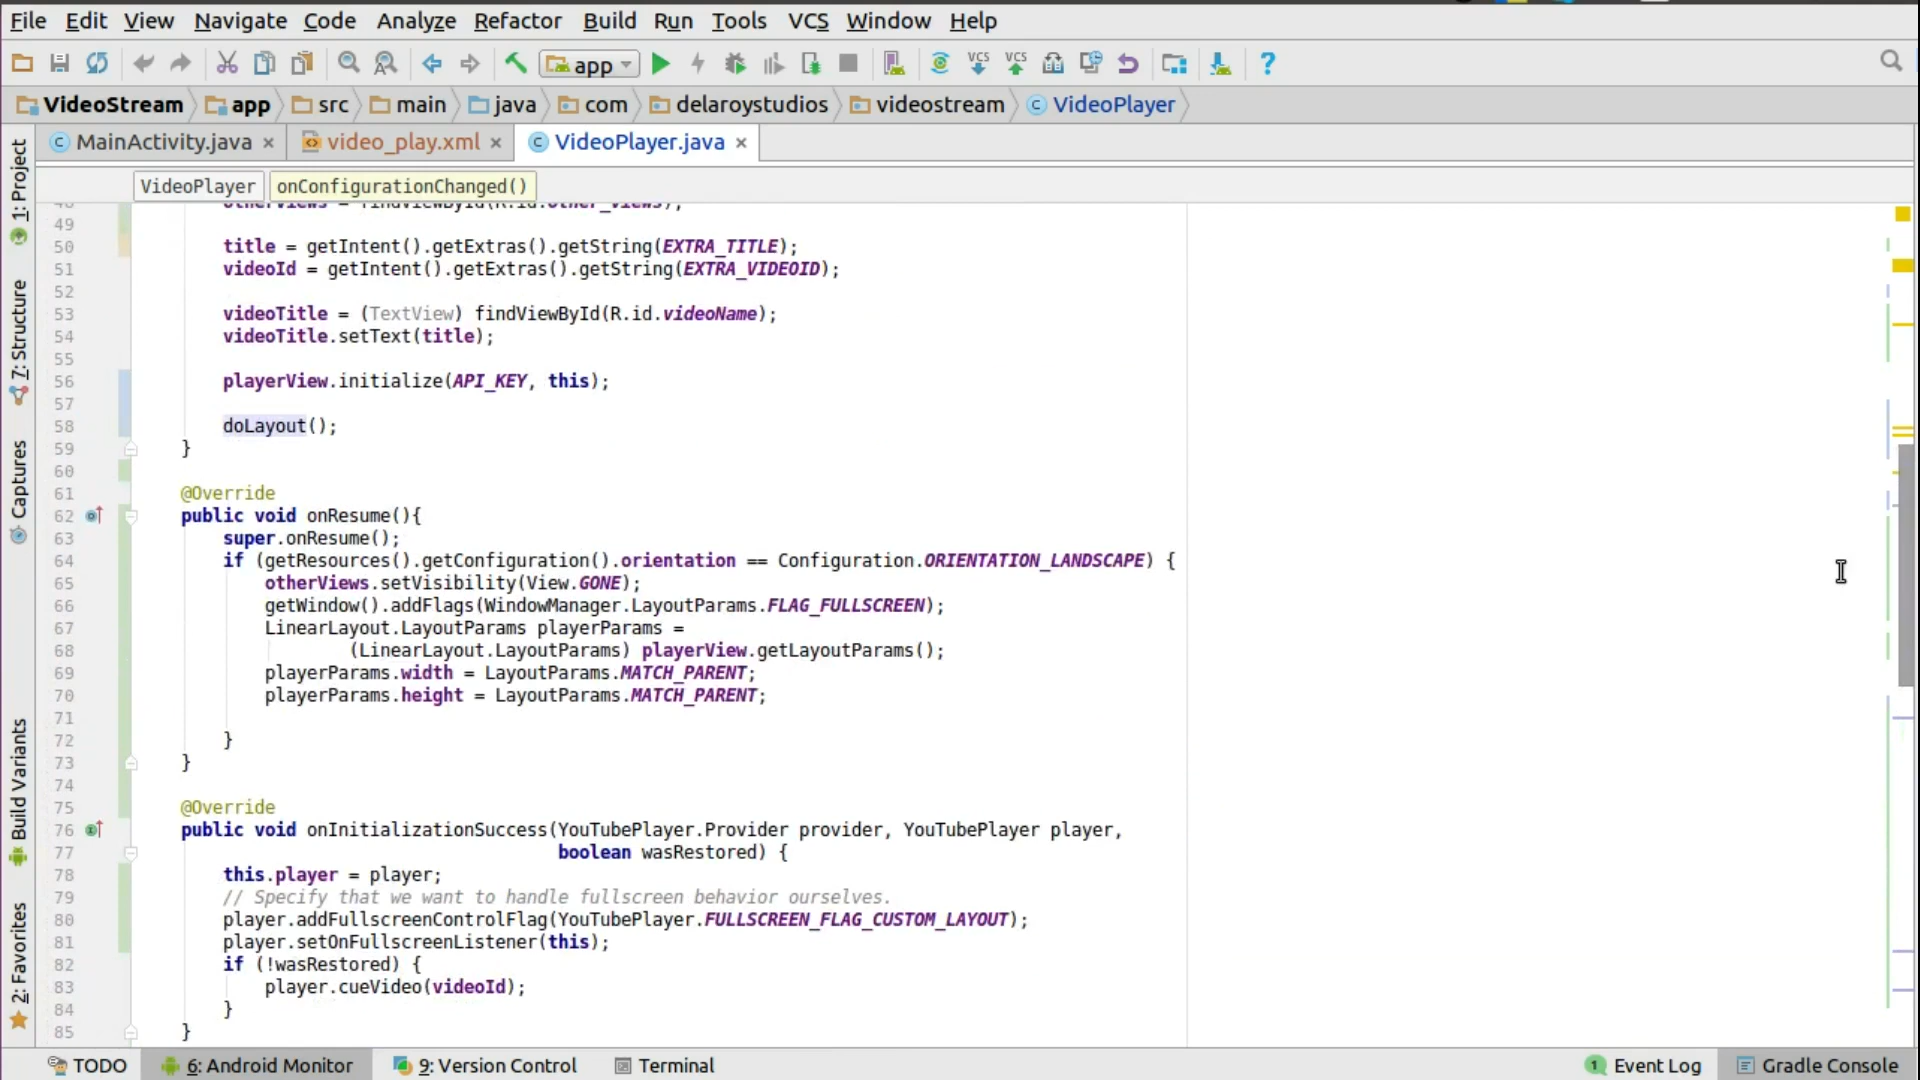 File Edit View Navigate Code Analyze Refactor Build Run Tools VCS Window Help
app
VCS VCS
VideoStream app src main java com delaroystudios videostream VideoPlayer
MainActivity.java video_play.xml VideoPlayer.java
VideoPlayer onConfigurationChanged()
1: Project
7: Structure
Captures
Build Variants
2: Favorites
48 otherViews = findViewById(R.id.other_views);
49
50 title = getIntent().getExtras().getString(EXTRA_TITLE);
51 videoId = getIntent().getExtras().getString(EXTRA_VIDEOID);
52
53 videoTitle = (TextView) findViewById(R.id.videoName);
54 videoTitle.setText(title);
55
56 playerView.initialize(API_KEY, this);
57
58 doLayout();
59 }
60
61 @Override
62 public void onResume(){
63 super.onResume();
64 if (getResources().getConfiguration().orientation == Configuration.ORIENTATION_LANDSCAPE) {
65 otherViews.setVisibility(View.GONE);
66 getWindow().addFlags(WindowManager.LayoutParams.FLAG_FULLSCREEN);
67 LinearLayout.LayoutParams playerParams =
68 (LinearLayout.LayoutParams) playerView.getLayoutParams();
69 playerParams.width = LayoutParams.MATCH_PARENT;
70 playerParams.height = LayoutParams.MATCH_PARENT;
71
72 }
73 }
74
75 @Override
76 public void onInitializationSuccess(YouTubePlayer.Provider provider, YouTubePlayer player,
77 boolean wasRestored) {
78 this.player = player;
79 // Specify that we want to handle fullscreen behavior ourselves.
80 player.addFullscreenControlFlag(YouTubePlayer.FULLSCREEN_FLAG_CUSTOM_LAYOUT);
81 player.setOnFullscreenListener(this);
82 if (!wasRestored) {
83 player.cueVideo(videoId);
84 }
85 }
TODO 6: Android Monitor 9: Version Control Terminal 1 Event Log Gradle Console